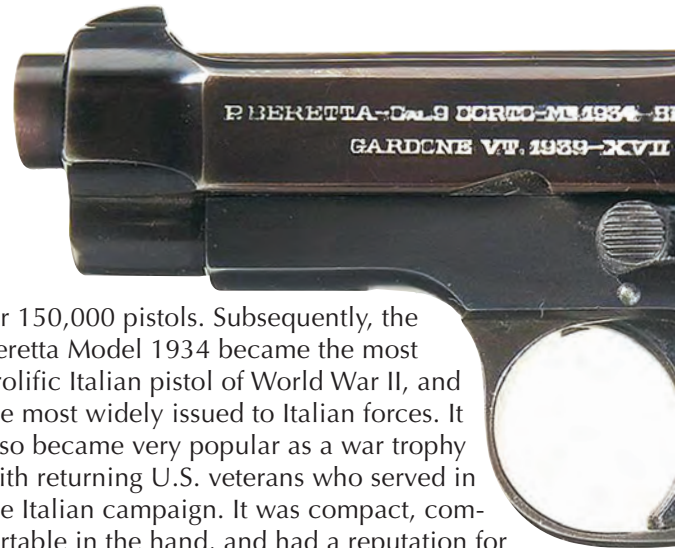 P. BERETTA-CAL.9 CORTO-Mo.1934-
GARDONE V.T. 1939-XVII
r 150,000 pistols. Subsequently, the
eretta Model 1934 became the most
rolific Italian pistol of World War II, and
e most widely issued to Italian forces. It
so became very popular as a war trophy
ith returning U.S. veterans who served in
e Italian campaign. It was compact, com-
rtable in the hand, and had a reputation for